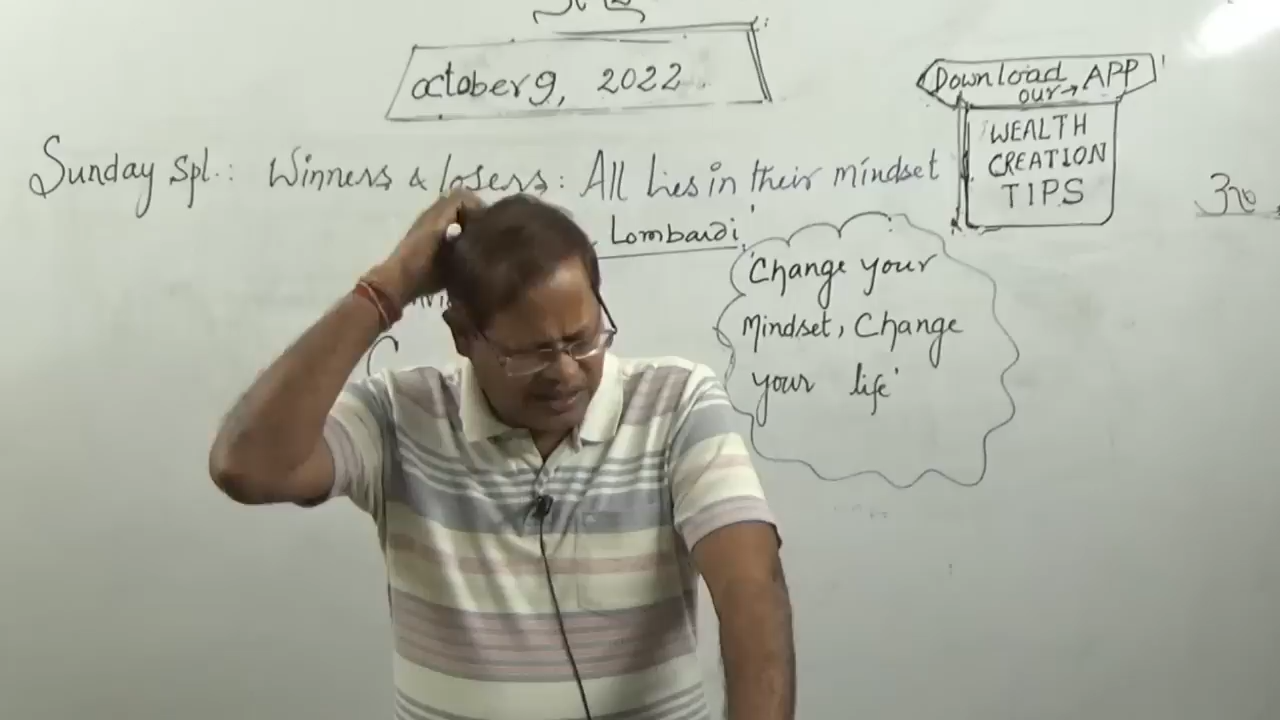 October 9, 2022
Download
our → APP
WEALTH
CREATION
TIPS
Sunday Spl.: Winners & losers: All lies in their mindset
Lombardi
'Change your
Mindset, Change
your life'